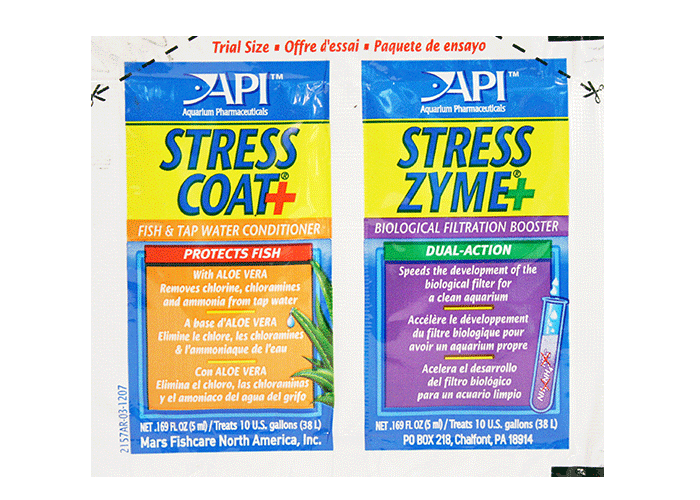 Trial Size ▪ Offre d'essai ▪ Paquete de ensayo
API™
Aquarium Pharmaceuticals
STRESS
COAT®+
FISH & TAP WATER CONDITIONER
PROTECTS FISH
With ALOE VERA
Removes chlorine, chloramines
and ammonia from tap water
A base d'ALOE VERA
Elimine le chlore, les chloramines
& l'ammoniaque de l'eau
Con ALOE VERA
Elimina el chloro, las chloraminas
y el amoniaco del agua del grifo
NET .169 FL OZ (5 ml) / Treats 10 U.S. gallons (38 L)
Mars Fishcare North America, Inc.
2157AR-03-1207
API™
Aquarium Pharmaceuticals
STRESS
ZYME®+
BIOLOGICAL FILTRATION BOOSTER
DUAL-ACTION
Speeds the development of the
biological filter for
a clean aquarium
Accélère le développement
du filtre biologique pour
avoir un aquarium propre
Acelera el desarrollo
del filtro biológico
para un acuario limpio
NET .169 FL OZ (5 ml) / Treats 10 U.S. gallons (38 L)
PO BOX 218, Chalfont, PA 18914